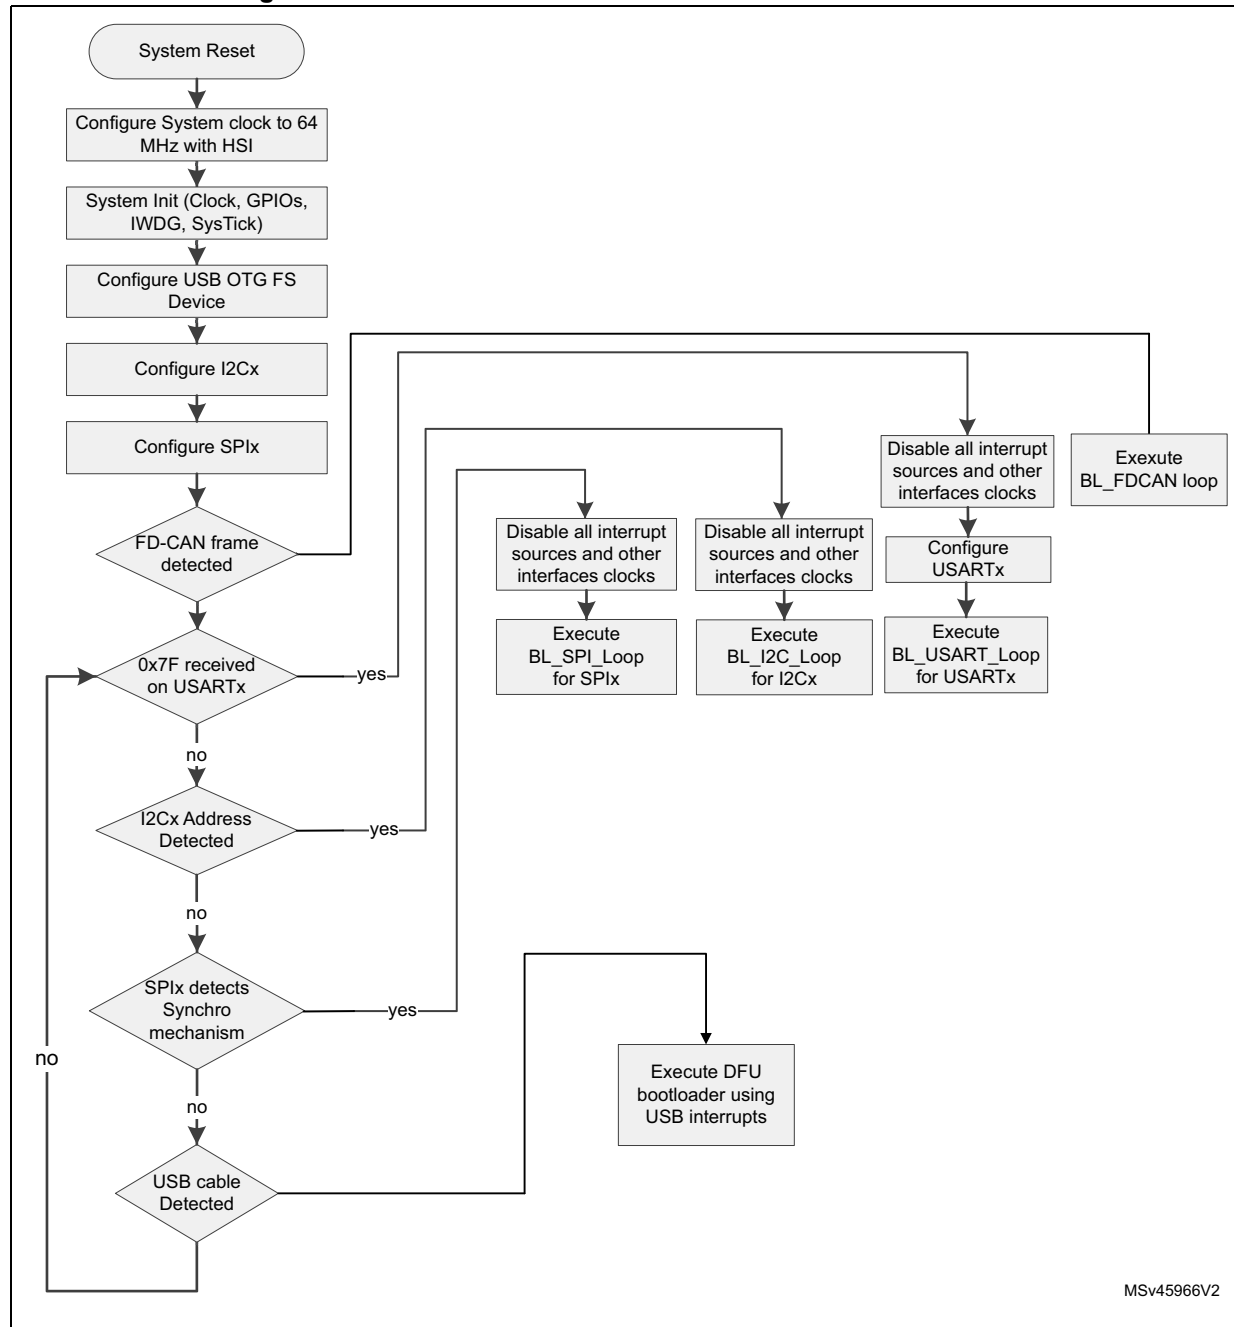 System Reset
Configure System clock to 64
MHz with HSI
System Init (Clock, GPIOs,
IWDG, SysTick)
Configure USB OTG FS
Device
Configure I2Cx
Configure SPIx
FD-CAN frame
detected
0x7F received
on USARTx
yes
no
I2Cx Address
Detected
yes
no
SPIx detects
Synchro
mechanism
yes
no
USB cable
Detected
no
Disable all interrupt
sources and other
interfaces clocks
Execute
BL_SPI_Loop
for SPIx
Disable all interrupt
sources and other
interfaces clocks
Execute
BL_I2C_Loop
for I2Cx
Disable all interrupt
sources and other
interfaces clocks
Configure
USARTx
Execute
BL_USART_Loop
for USARTx
Exexute
BL_FDCAN loop
Execute DFU
bootloader using
USB interrupts
MSv45966V2